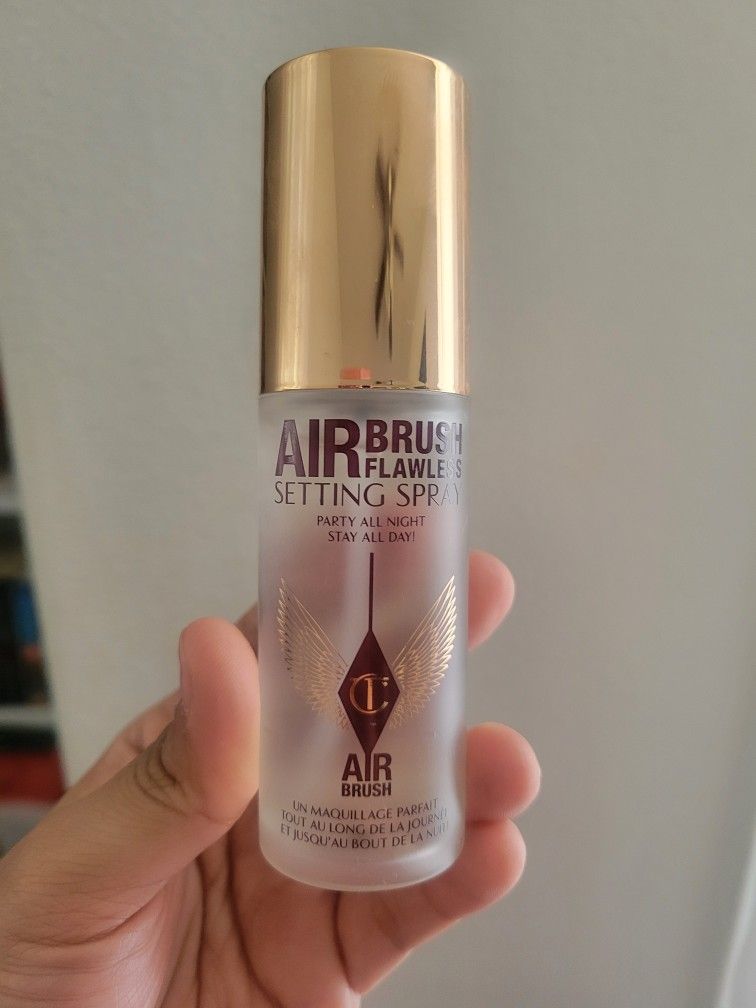 AIRBRUSH
FLAWLESS
SETTING SPRAY
PARTY ALL NIGHT
STAY ALL DAY!
CT
AIR
BRUSH
UN MAQUILLAGE PARFAIT
TOUT AU LONG DE LA JOURNÉE
ET JUSQU'AU BOUT DE LA NUIT